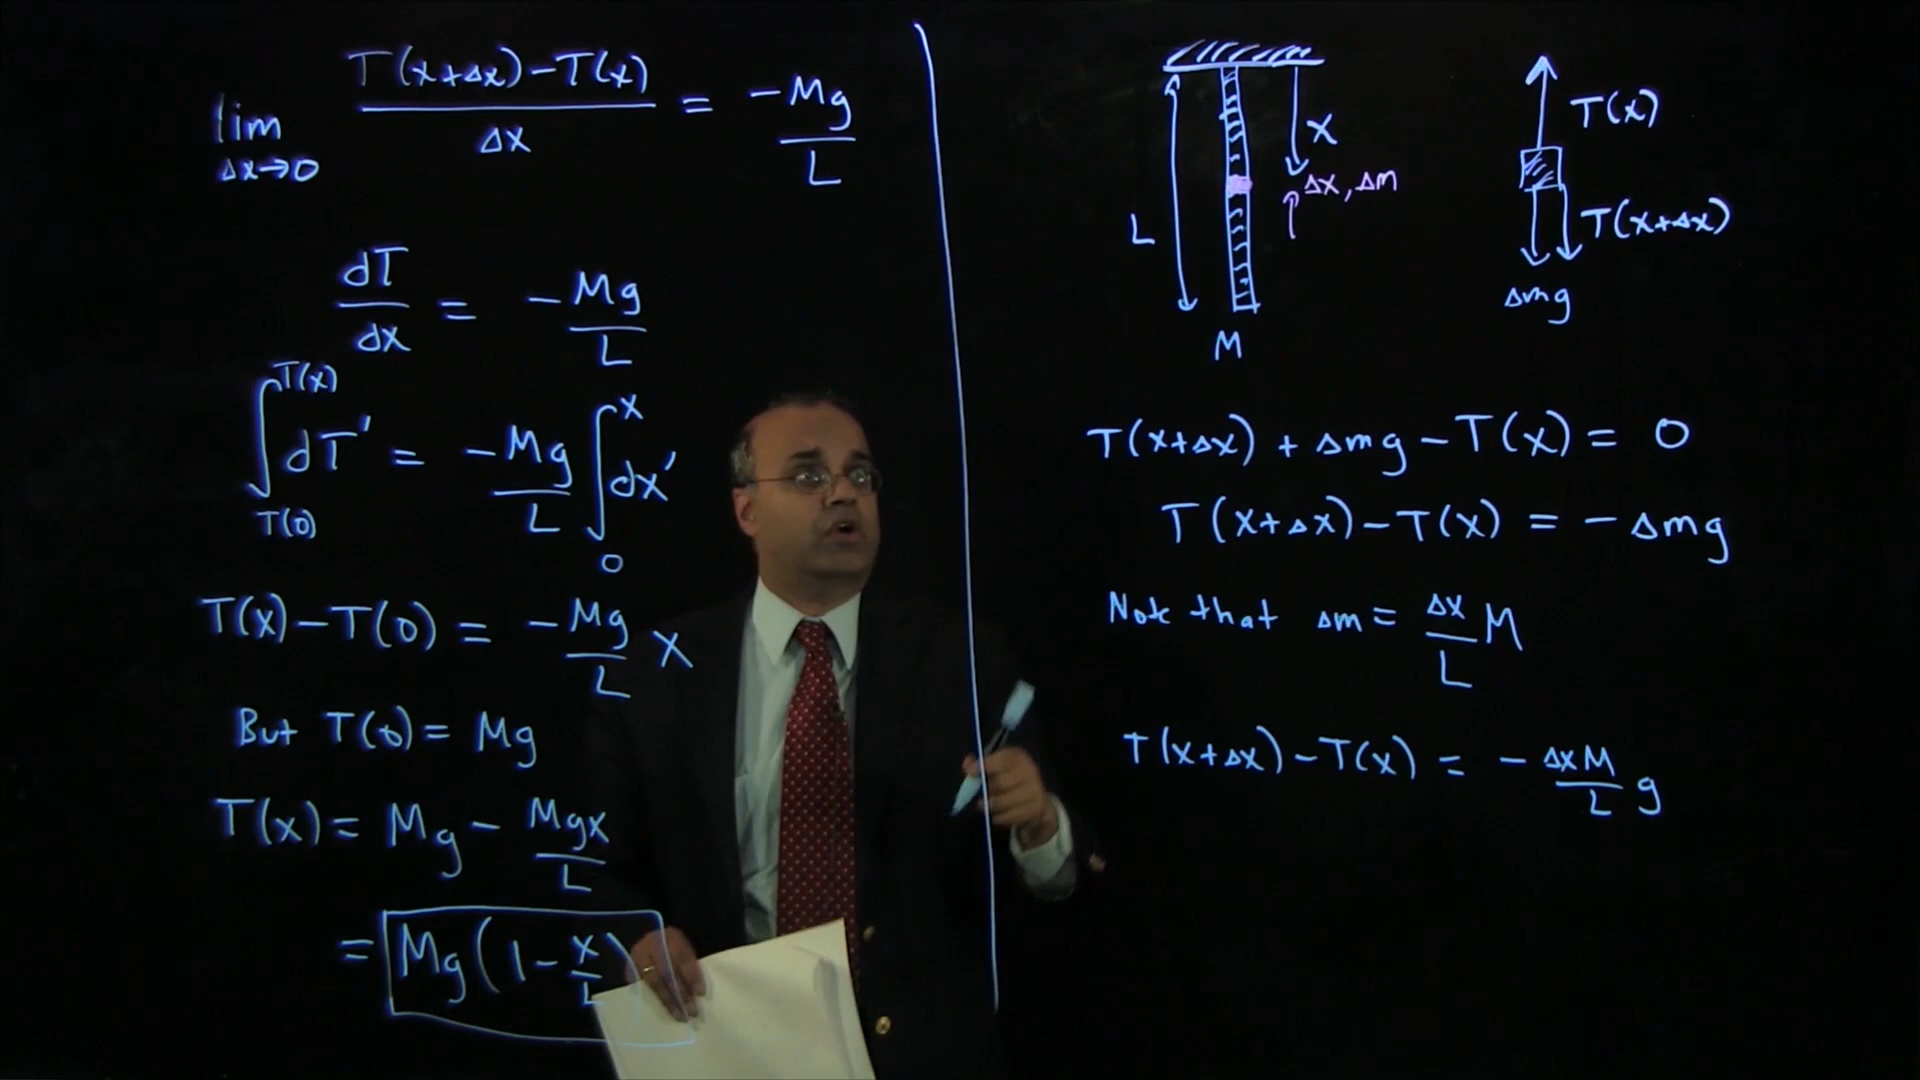 lim Δx→0 T(x+Δx)-T(x) / Δx = -Mg / L
dT / dx = -Mg / L
∫ T(0) T(x) dT' = -Mg / L ∫ 0 x dx'
T(x)-T(0) = -Mg / L x
But T(0) = Mg
T(x) = Mg - Mgx / L
= Mg(1-x/L)
x
Δx, Δm
L
M
T(x)
T(x+Δx)
Δmg
T(x+Δx) + Δmg - T(x) = 0
T(x+Δx)-T(x) = -Δmg
Note that Δm = Δx / L M
T(x+Δx)-T(x) = - ΔxM / L g